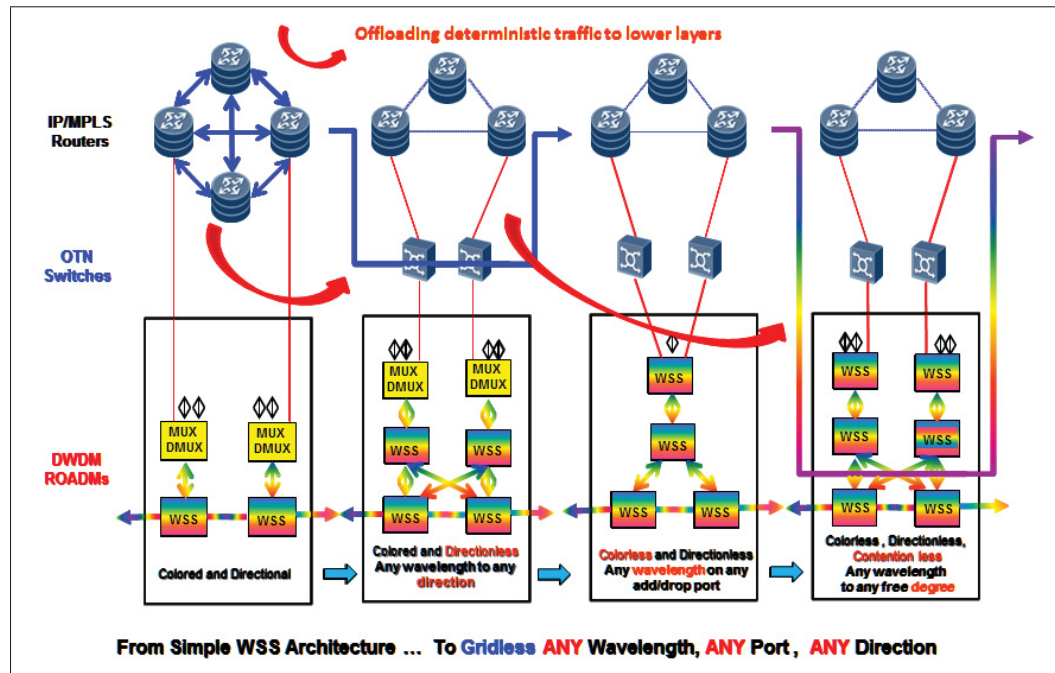 Offloading deterministic traffic to lower layers
IP/MPLS
Routers
OTN
Switches
DWDM
ROADMs
MUX
DMUX
MUX
DMUX
WSS
WSS
Colored and Directional
MUX
DMUX
MUX
DMUX
WSS
WSS
WSS
WSS
Colored and Directionless
Any wavelength to any
direction
WSS
WSS
WSS
WSS
Colorless and Directionless
Any wavelength on any
add/drop port
WSS
WSS
WSS
WSS
WSS
WSS
Colorless , Directionless,
Contention less
Any wavelength
to any free degree
From Simple WSS Architecture ... To Gridless ANY Wavelength, ANY Port , ANY Direction